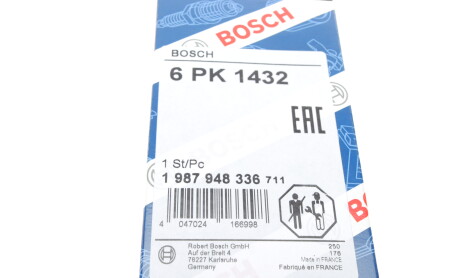 BOSCH
BOSCH
6 PK 1432
EAC
1 St/Pc
1 987 948 336 711
4 047024 166998
Robert Bosch GmbH
Auf der Breit 4
76227 Karlsruhe
Germany
250
176
Made in FRANCE
Fabriqué en FRANCE